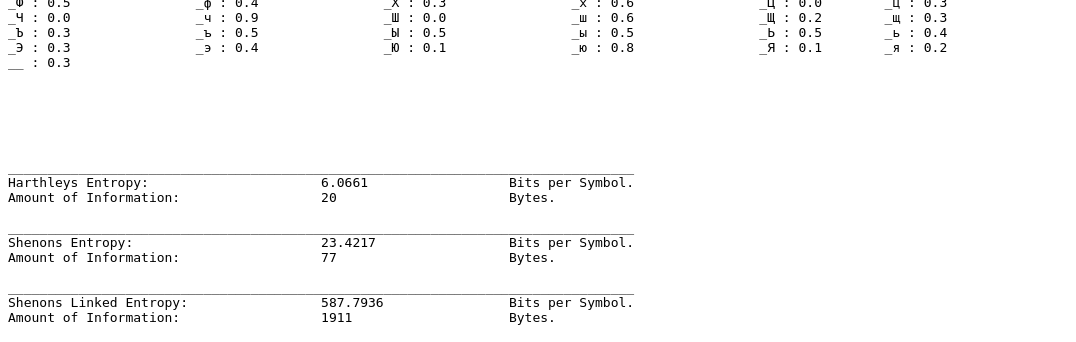 _Ф : 0.5 _ф : 0.4 _Х : 0.3 _х : 0.6 _Ц : 0.0 _ц : 0.3
_Ч : 0.0 _ч : 0.9 _Ш : 0.0 _ш : 0.6 _Щ : 0.2 _щ : 0.3
_Ъ : 0.3 _ъ : 0.5 _Ы : 0.5 _ы : 0.5 _Ь : 0.5 _ь : 0.4
_Э : 0.3 _э : 0.4 _Ю : 0.1 _ю : 0.8 _Я : 0.1 _я : 0.2
__ : 0.3
Harthleys Entropy: 6.0661 Bits per Symbol.
Amount of Information: 20 Bytes.
Shenons Entropy: 23.4217 Bits per Symbol.
Amount of Information: 77 Bytes.
Shenons Linked Entropy: 587.7936 Bits per Symbol.
Amount of Information: 1911 Bytes.